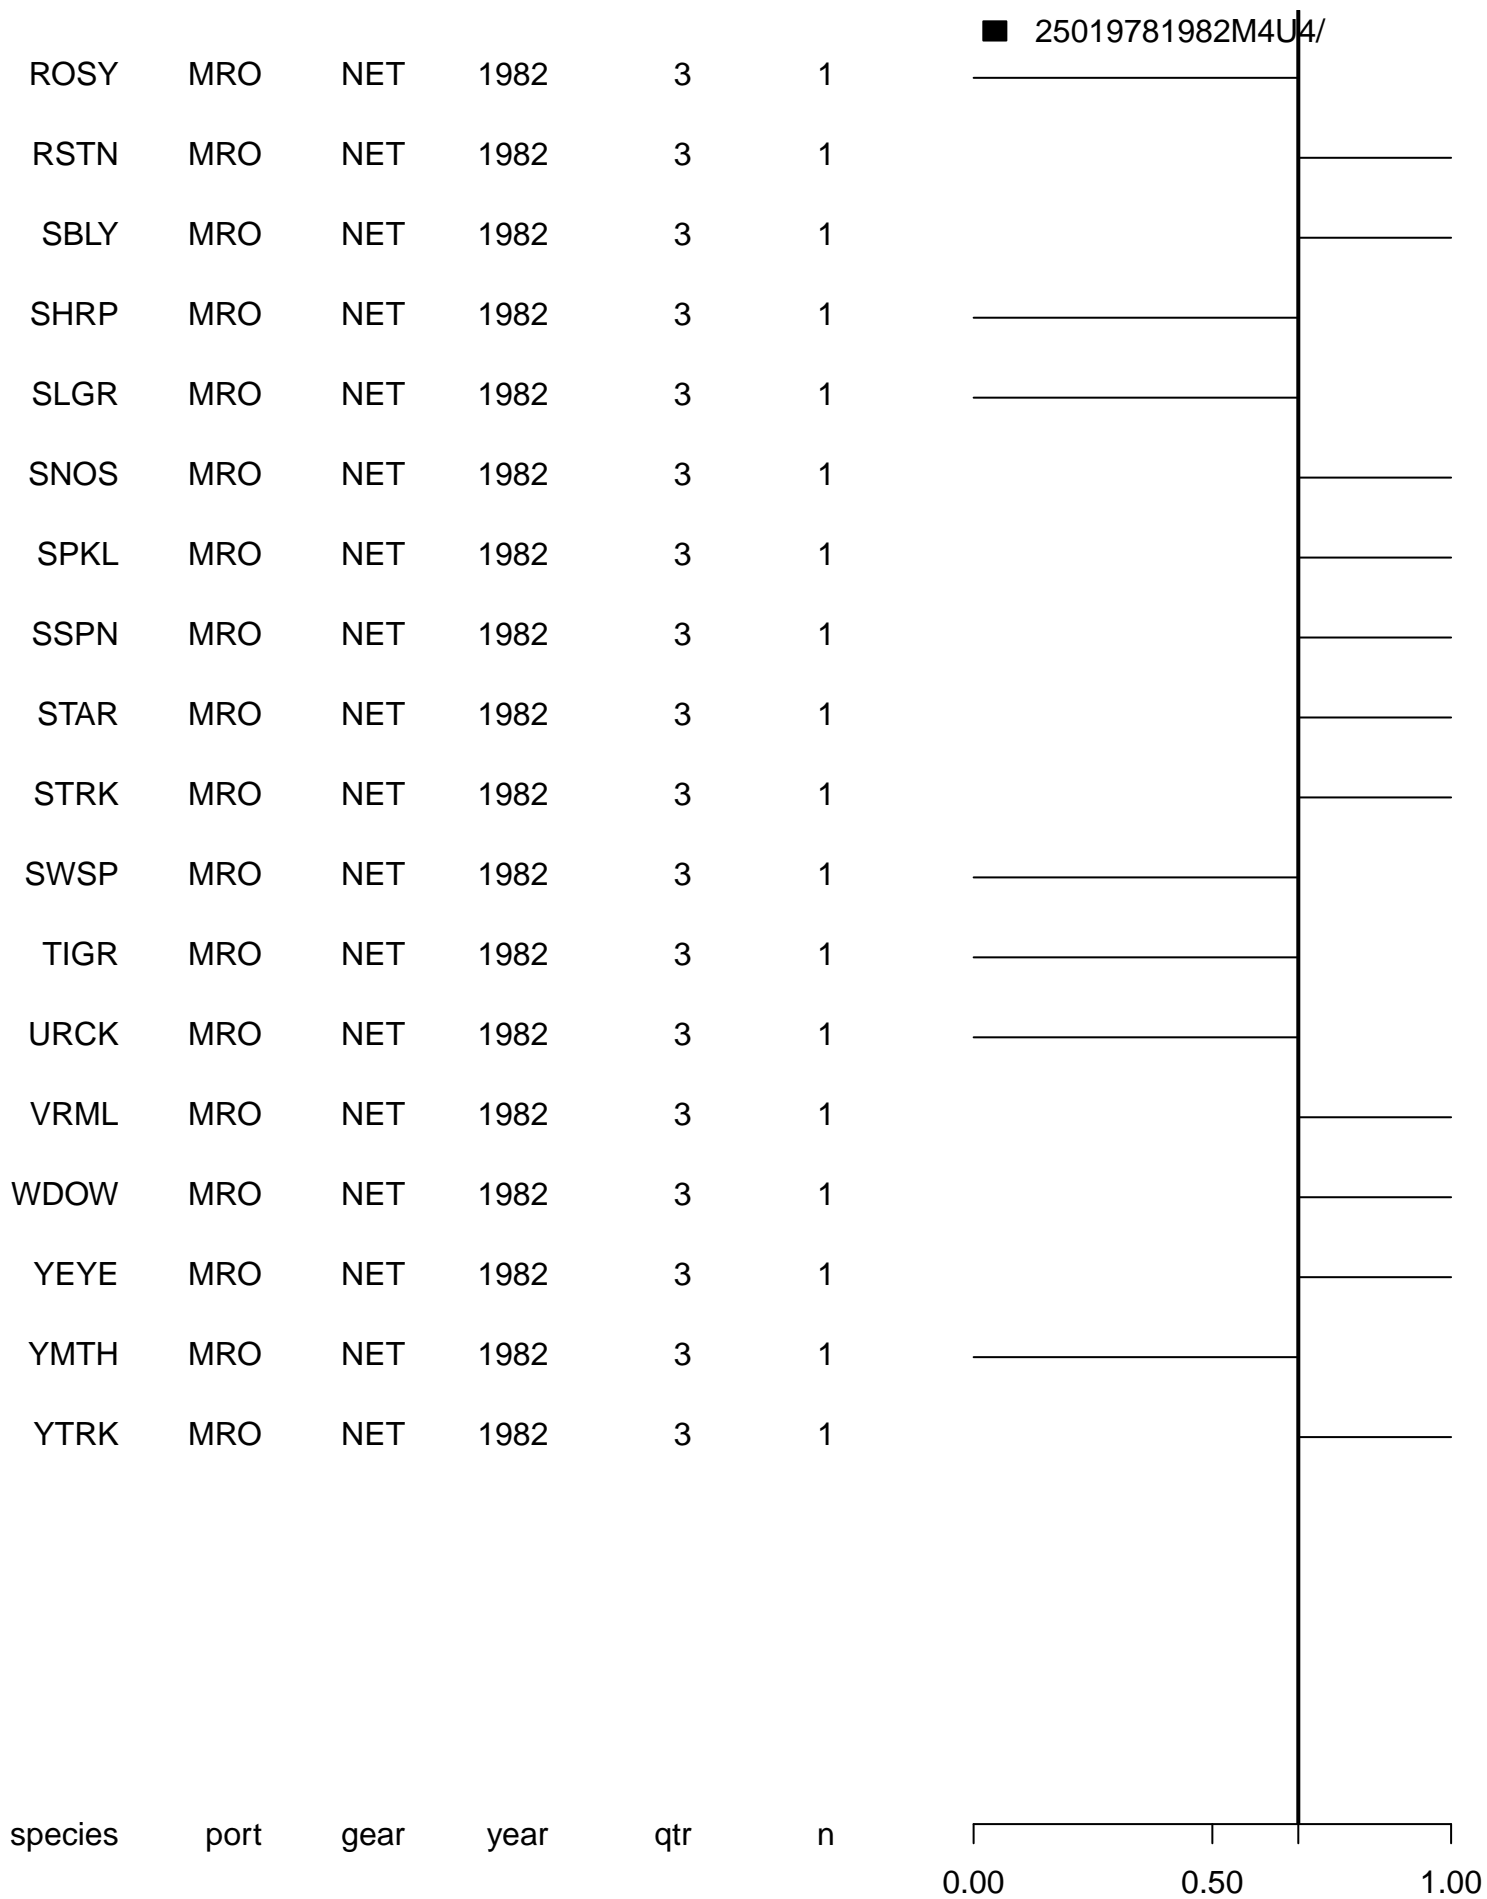 25019781982M4U4/
ROSY MRO NET 1982 3 1
RSTN MRO NET 1982 3 1
SBLY MRO NET 1982 3 1
SHRP MRO NET 1982 3 1
SLGR MRO NET 1982 3 1
SNOS MRO NET 1982 3 1
SPKL MRO NET 1982 3 1
SSPN MRO NET 1982 3 1
STAR MRO NET 1982 3 1
STRK MRO NET 1982 3 1
SWSP MRO NET 1982 3 1
TIGR MRO NET 1982 3 1
URCK MRO NET 1982 3 1
VRML MRO NET 1982 3 1
WDOW MRO NET 1982 3 1
YEYE MRO NET 1982 3 1
YMTH MRO NET 1982 3 1
YTRK MRO NET 1982 3 1
species port gear year qtr n
0.00 0.50 1.00